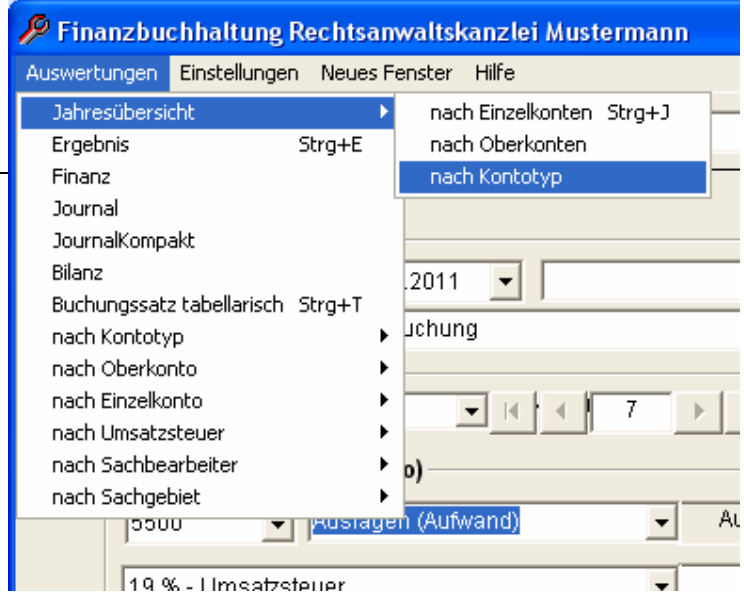 Finanzbuchhaltung Rechtsanwaltskanzlei Mustermann
Auswertungen Einstellungen Neues Fenster Hilfe
Jahresübersicht
nach Einzelkonten Strg+J
nach Oberkonten
nach Kontotyp
Ergebnis Strg+E
Finanz
Journal
JournalKompakt
Bilanz
Buchungssatz tabellarisch Strg+T
nach Kontotyp
nach Oberkonto
nach Einzelkonto
nach Umsatzsteuer
nach Sachbearbeiter
nach Sachgebiet
.2011
uchung
7
o)
5500 Auslagen (Aufwand) Au
19 % - Umsatzsteuer